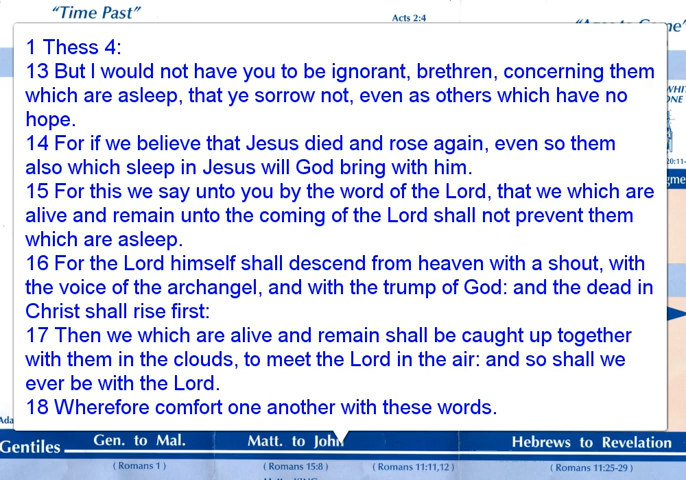 "Time Past"
Acts 2:4
1 Thess 4:
13 But I would not have you to be ignorant, brethren, concerning them
which are asleep, that ye sorrow not, even as others which have no
hope.
14 For if we believe that Jesus died and rose again, even so them
also which sleep in Jesus will God bring with him.
15 For this we say unto you by the word of the Lord, that we which are
alive and remain unto the coming of the Lord shall not prevent them
which are asleep.
16 For the Lord himself shall descend from heaven with a shout, with
the voice of the archangel, and with the trump of God: and the dead in
Christ shall rise first:
17 Then we which are alive and remain shall be caught up together
with them in the clouds, to meet the Lord in the air: and so shall we
ever be with the Lord.
18 Wherefore comfort one another with these words.
Gentiles Gen. to Mal. Matt. to John Hebrews to Revelation
(Romans 1) (Romans 15:8) (Romans 11:11,12) (Romans 11:25-29)